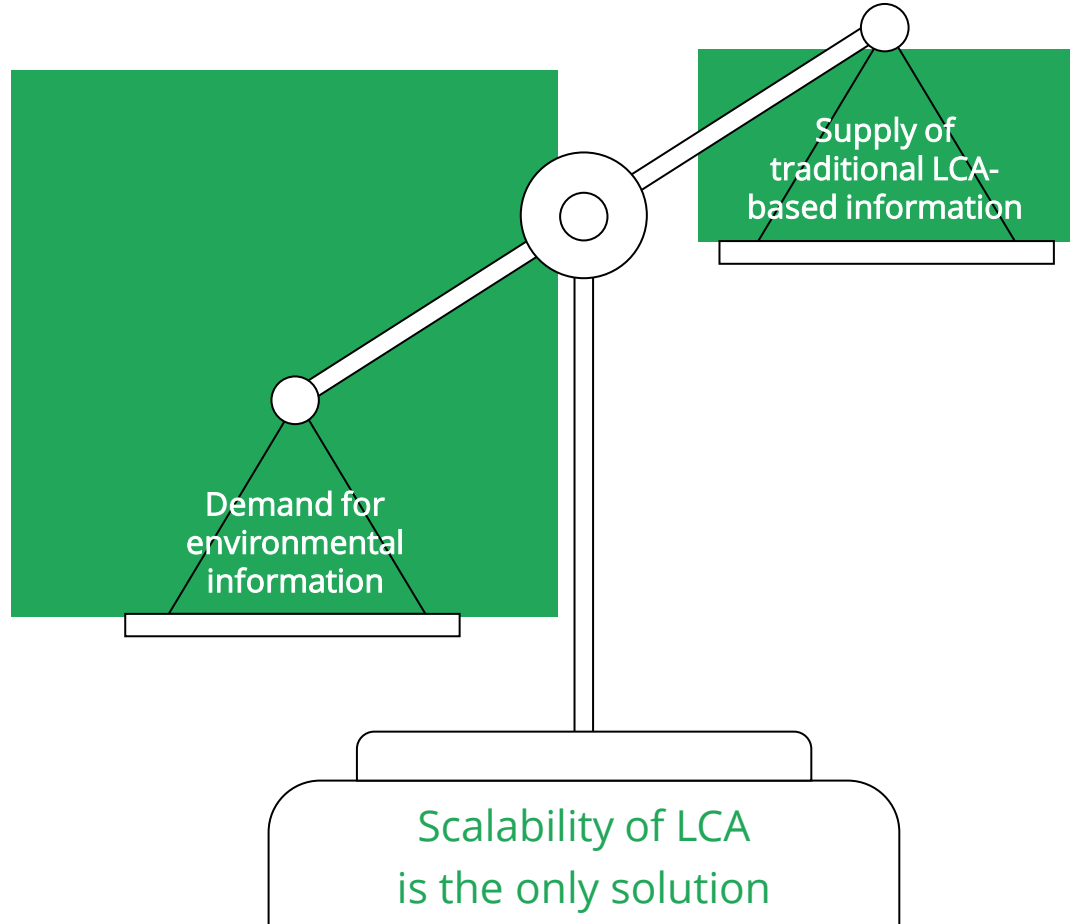 Supply of
traditional LCA-
based information
Demand for
environmental
information
Scalability of LCA
is the only solution